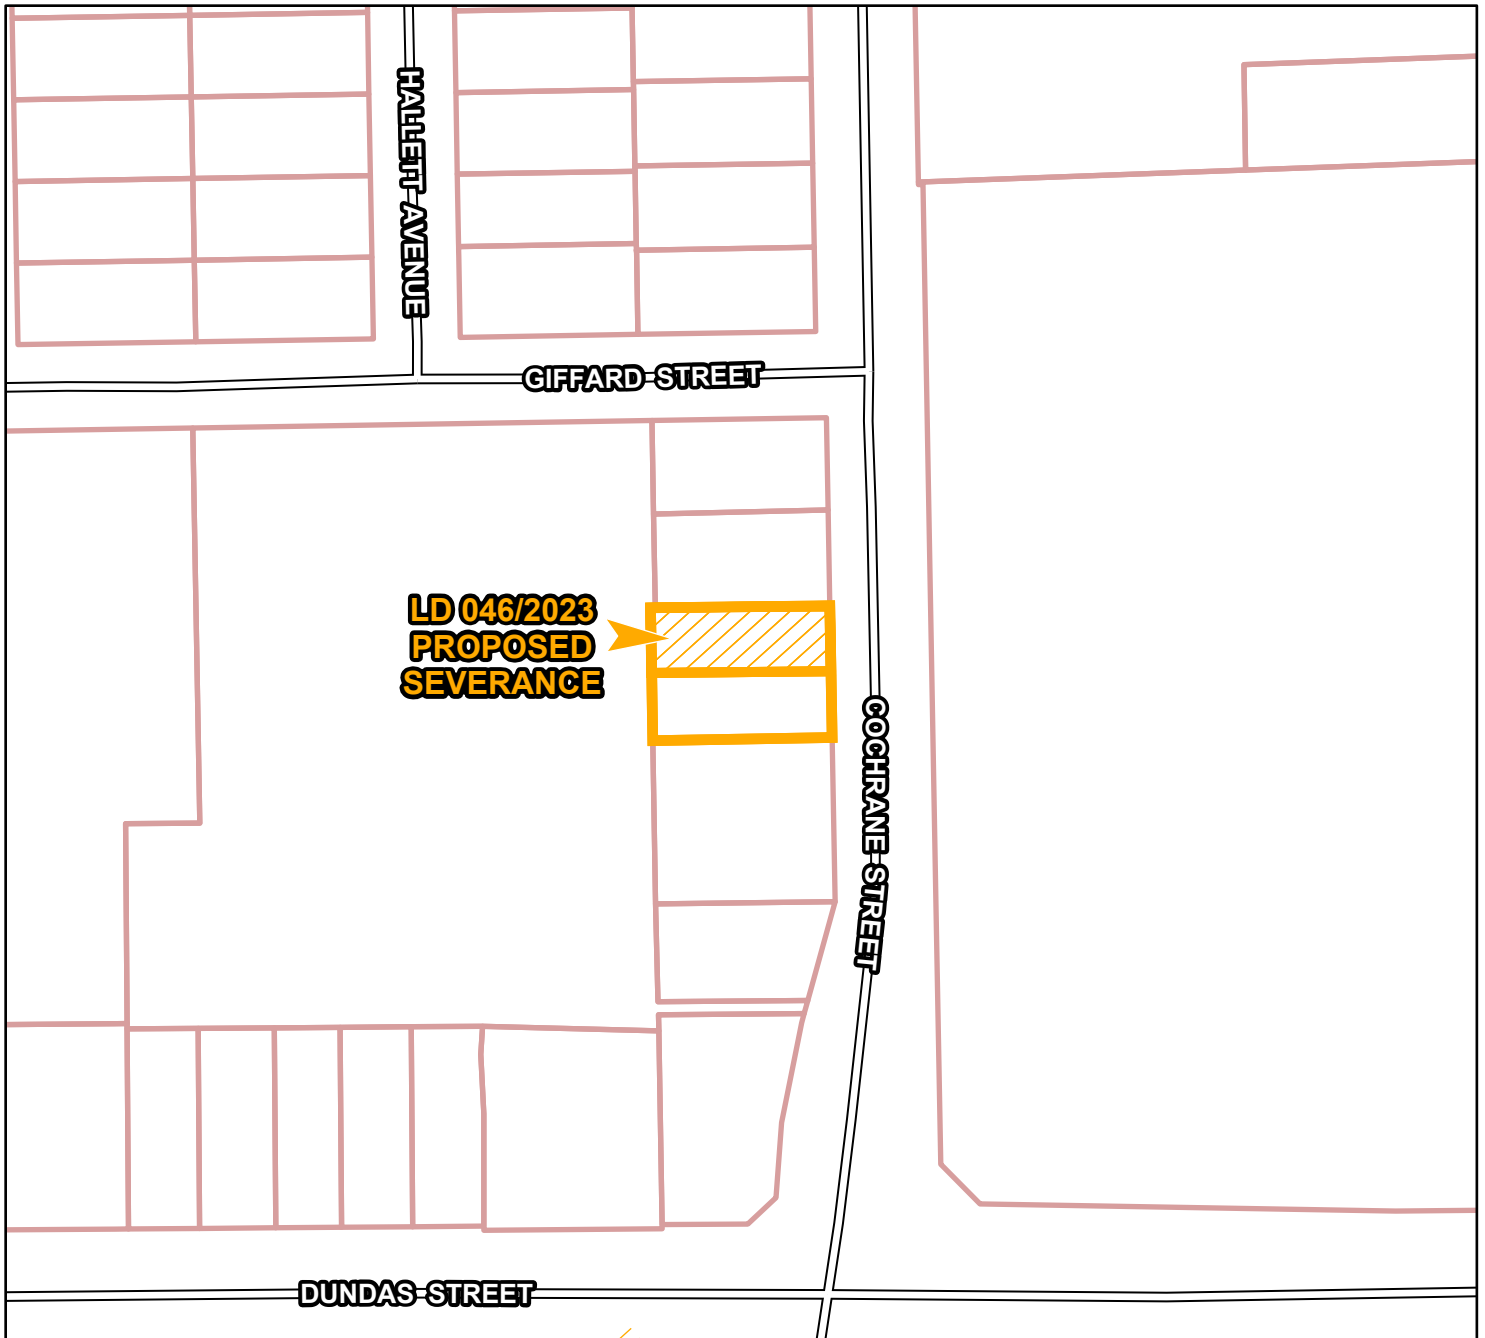 HALLETT AVENUE
GIFFARD STREET
LD 046/2023
PROPOSED
SEVERANCE
COCHRANE STREET
DUNDAS STREET